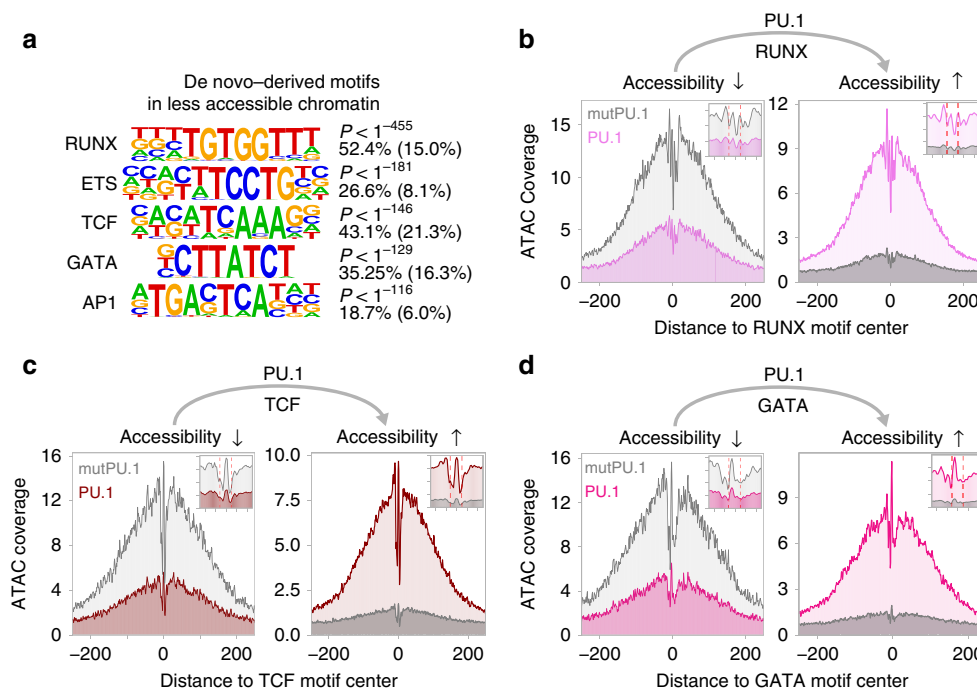 a
De novo–derived motifs
in less accessible chromatin
RUNX
P < 1⁻⁴⁵⁵
52.4% (15.0%)
ETS
P < 1⁻¹⁸¹
26.6% (8.1%)
TCF
P < 1⁻¹⁴⁶
43.1% (21.3%)
GATA
P < 1⁻¹²⁹
35.25% (16.3%)
AP1
P < 1⁻¹¹⁶
18.7% (6.0%)
b
PU.1
RUNX
Accessibility ↓
Accessibility ↑
mutPU.1
PU.1
ATAC Coverage
15
10
5
0
−200 0 200
12
9
6
3
0
−200 0 200
Distance to RUNX motif center
c
PU.1
TCF
Accessibility ↓
Accessibility ↑
mutPU.1
PU.1
ATAC coverage
16
12
8
4
0
−200 0 200
10.0
7.5
5.0
2.5
0.0
−200 0 200
Distance to TCF motif center
d
PU.1
GATA
Accessibility ↓
Accessibility ↑
mutPU.1
PU.1
ATAC coverage
16
12
8
4
0
−200 0 200
9
6
3
0
−200 0 200
Distance to GATA motif center